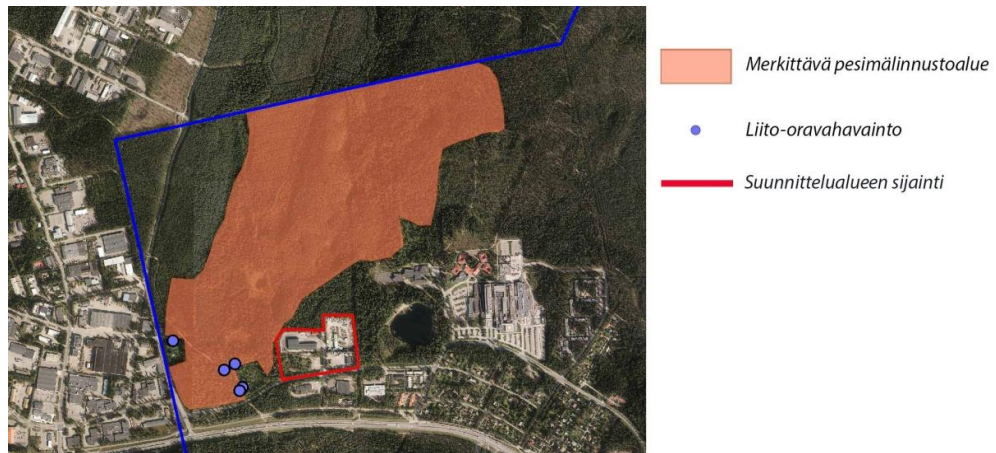 Merkittävä pesimälinnustoalue
Liito-oravahavainto
Suunnittelualueen sijainti